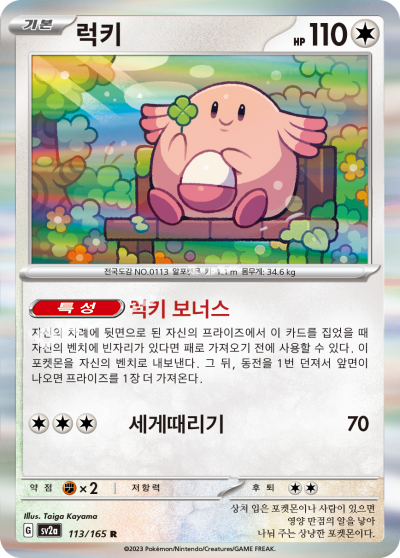 기본 럭키 HP 110
전국도감 NO.0113 알포켓몬 키: 1.1m 몸무게: 34.6kg
특성 럭키 보너스
자신의 차례에 뒷면으로 된 자신의 프라이즈에서 이 카드를 집었을 때
자신의 벤치에 빈자리가 있다면 패로 가져오기 전에 사용할 수 있다. 이
포켓몬을 자신의 벤치로 내보낸다. 그 뒤, 동전을 1번 던져서 앞면이
나오면 프라이즈를 1장 더 가져온다.
세게때리기 70
약점 ×2 저항력 후퇴
Illus. Taiga Kayama
G sv2a 113/165 R
상처 입은 포켓몬이나 사람이 있으면
영양 만점의 알을 낳아
나눠 주는 상냥한 포켓몬이다.
©2023 Pokémon/Nintendo/Creatures/GAME FREAK.